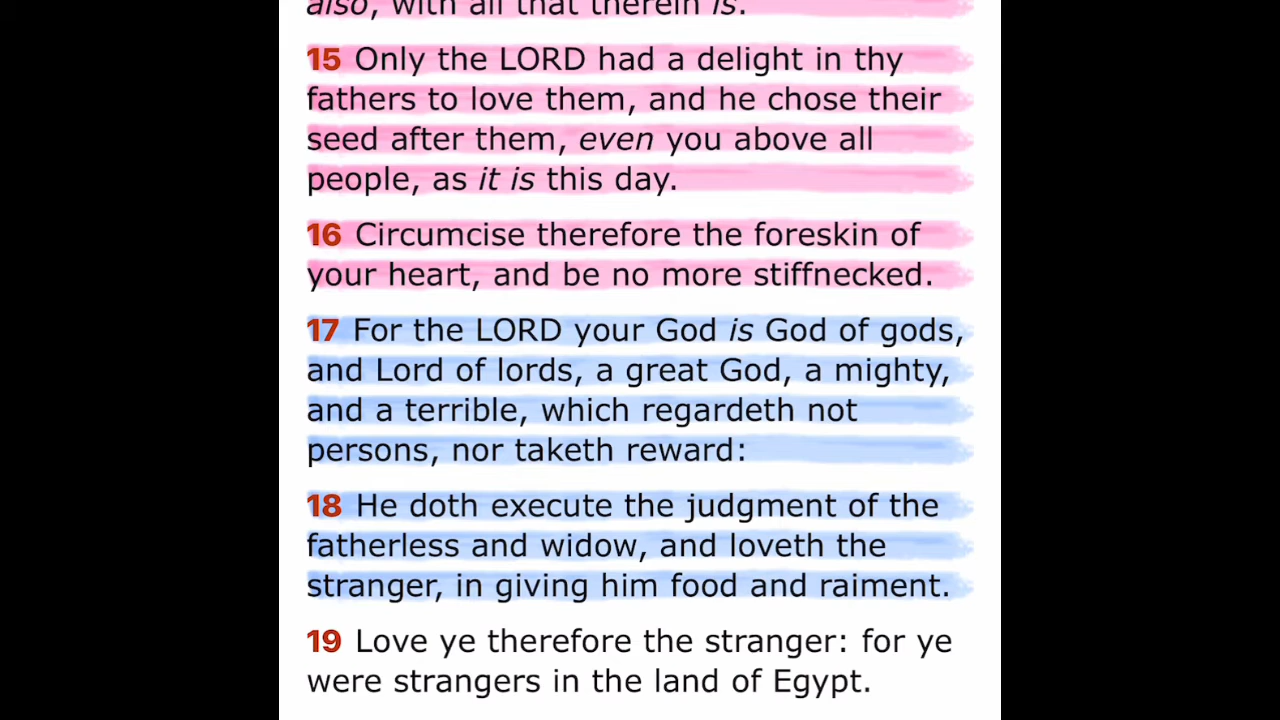 also, with all that therein is.
15 Only the LORD had a delight in thy
fathers to love them, and he chose their
seed after them, even you above all
people, as it is this day.
16 Circumcise therefore the foreskin of
your heart, and be no more stiffnecked.
17 For the LORD your God is God of gods,
and Lord of lords, a great God, a mighty,
and a terrible, which regardeth not
persons, nor taketh reward:
18 He doth execute the judgment of the
fatherless and widow, and loveth the
stranger, in giving him food and raiment.
19 Love ye therefore the stranger: for ye
were strangers in the land of Egypt.